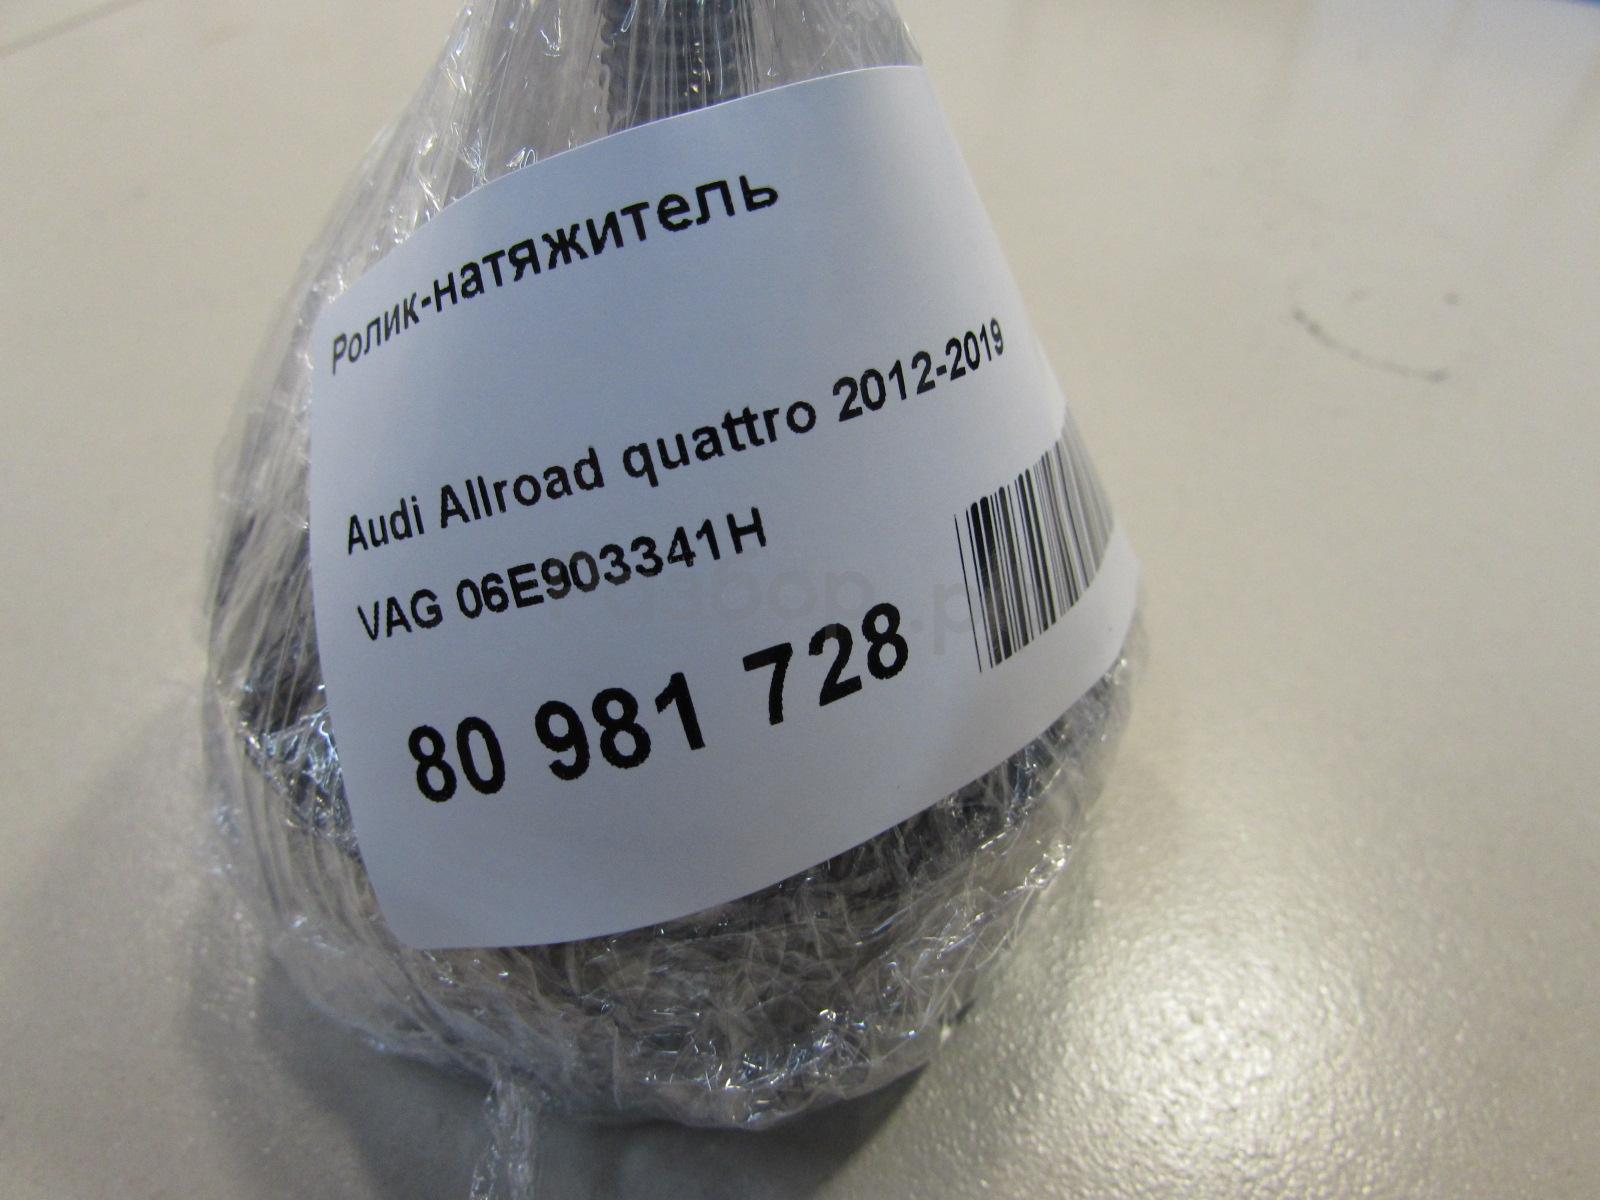 Ролик-натяжитель
Audi Allroad quattro 2012-2019
VAG 06E903341H
80 981 728